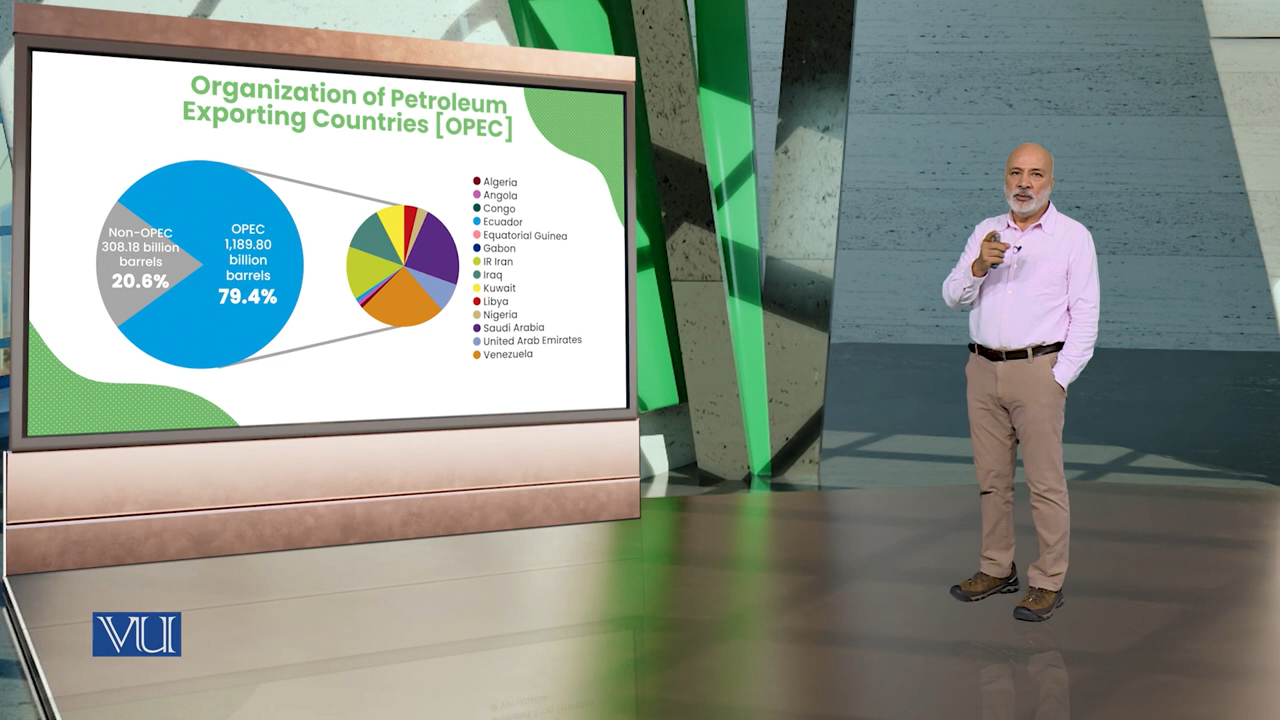 Organization of Petroleum
Exporting Countries [OPEC]
Non-OPEC
308.18 billion
barrels
20.6%
OPEC
1,189.80
billion
barrels
79.4%
Algeria
Angola
Congo
Ecuador
Equatorial Guinea
Gabon
IR Iran
Iraq
Kuwait
Libya
Nigeria
Saudi Arabia
United Arab Emirates
Venezuela
VU